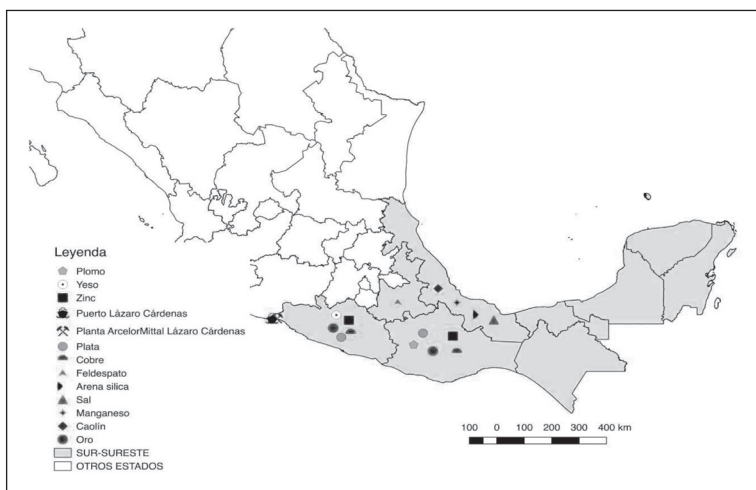 Leyenda
Plomo
Yeso
Zinc
Puerto Lázaro Cárdenas
Planta ArcelorMittal Lázaro Cárdenas
Plata
Cobre
Feldespato
Arena silica
Sal
Manganeso
Caolín
Oro
SUR-SURESTE
OTROS ESTADOS
100 0 100 200 300 400 km